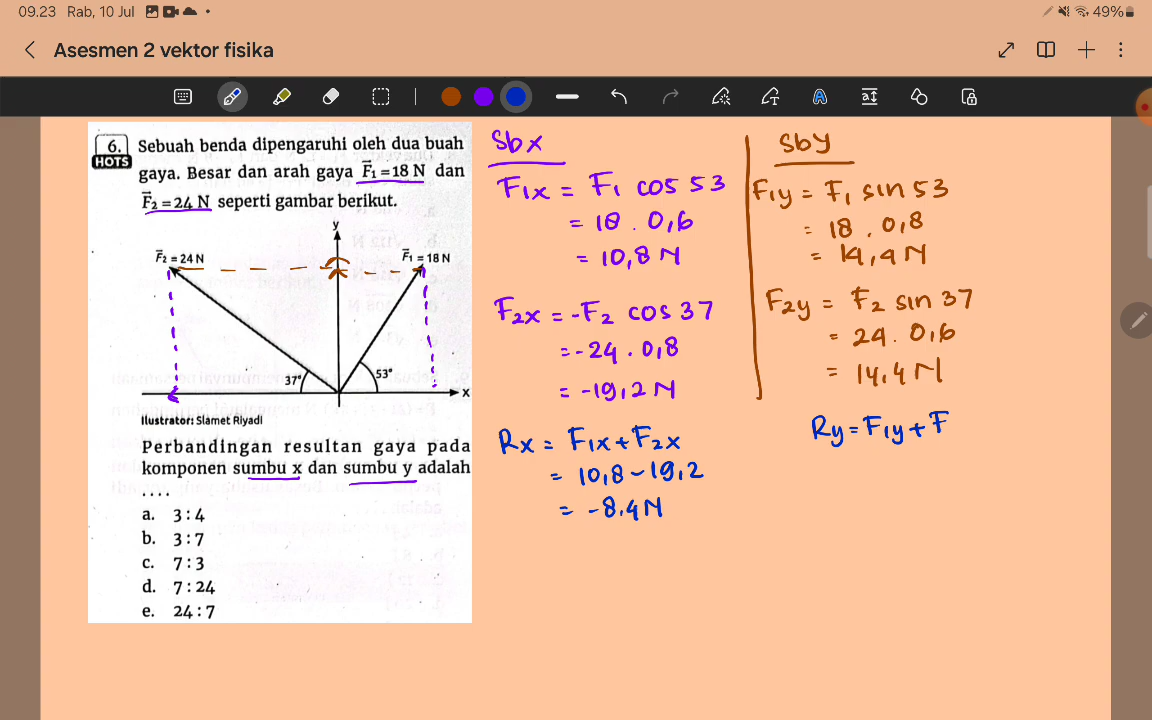 09.23 Rab, 10 Jul
49%
Asesmen 2 vektor fisika
6. Sebuah benda dipengaruhi oleh dua buah
HOTS
gaya. Besar dan arah gaya F⃗₁ = 18 N dan
F⃗₂ = 24 N seperti gambar berikut.
y
F⃗₂ = 24 N
F⃗₁ = 18 N
37°
53°
x
Ilustrator: Slamet Riyadi
Perbandingan resultan gaya pada
komponen sumbu x dan sumbu y adalah
. . . .
a. 3 : 4
b. 3 : 7
c. 7 : 3
d. 7 : 24
e. 24 : 7
Sbx
F1x = F1 cos 53
= 18 . 0,6
= 10,8 N
F2x = -F2 cos 37
= -24 . 0,8
= -19,2 N
Rx = F1x + F2x
= 10,8 - 19,2
= -8.4 N
Sby
F1y = F1 sin 53
= 18 . 0,8
= 14,4 N
F2y = F2 sin 37
= 24 . 0,6
= 14,4 N
Ry = F1y + F